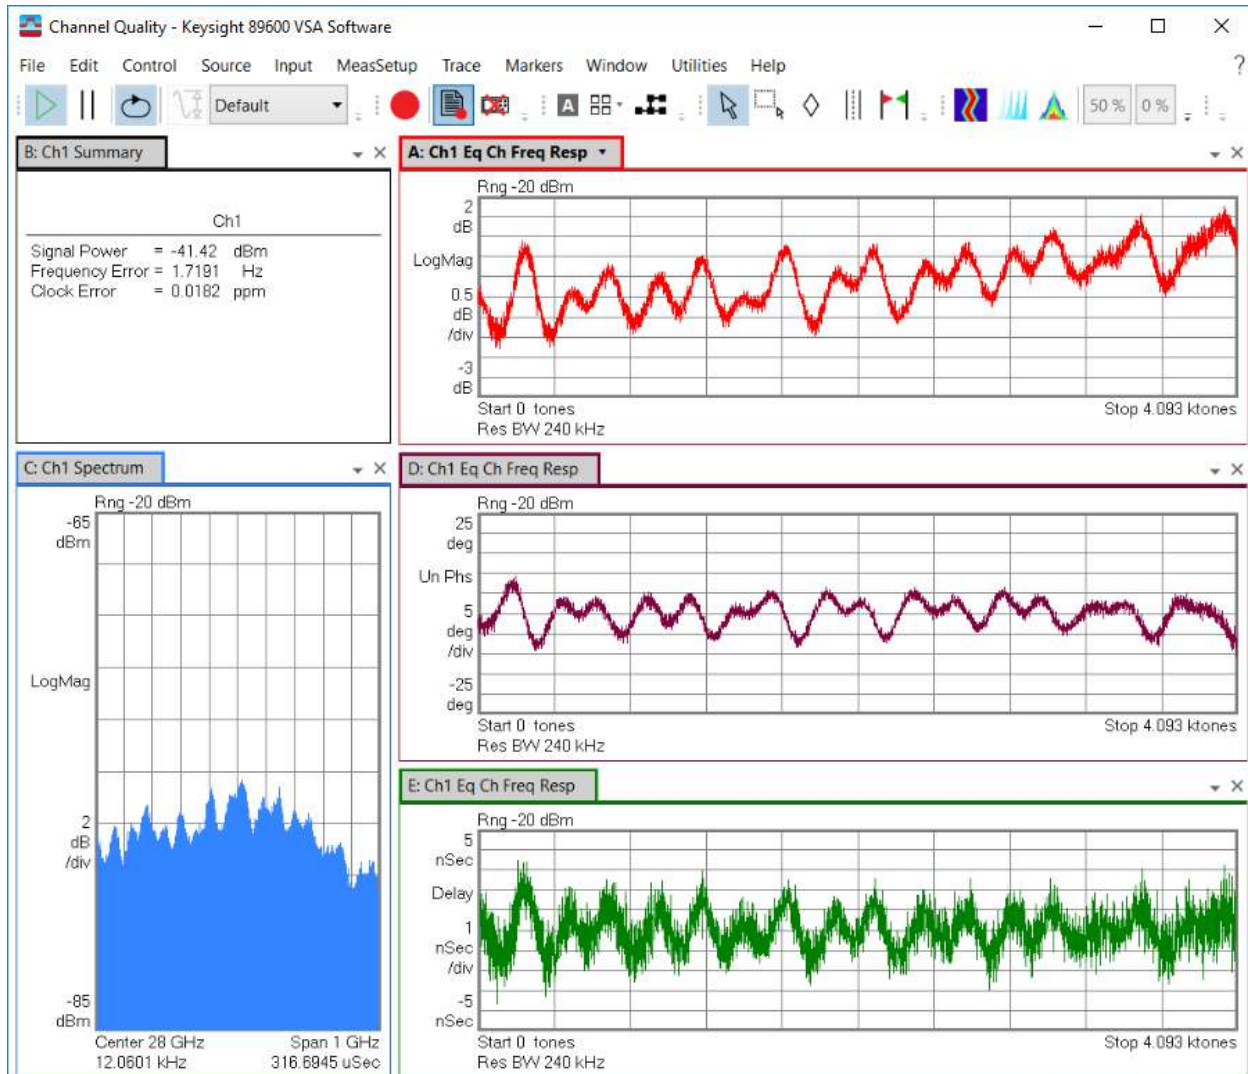 Channel Quality - Keysight 89600 VSA Software
File Edit Control Source Input MeasSetup Trace Markers Window Utilities Help
?
Default
A
50 %
0 %
B: Ch1 Summary
Ch1
Signal Power = -41.42 dBm
Frequency Error = 1.7191 Hz
Clock Error = 0.0182 ppm
A: Ch1 Eq Ch Freq Resp
Rng -20 dBm
2
dB
LogMag
0.5
dB
/div
-3
dB
Start 0 tones
Stop 4.093 ktones
Res BW 240 kHz
C: Ch1 Spectrum
Rng -20 dBm
-65
dBm
LogMag
2
dB
/div
-85
dBm
Center 28 GHz
Span 1 GHz
12.0601 kHz
316.6945 uSec
D: Ch1 Eq Ch Freq Resp
Rng -20 dBm
25
deg
Un Phs
5
deg
/div
-25
deg
Start 0 tones
Stop 4.093 ktones
Res BW 240 kHz
E: Ch1 Eq Ch Freq Resp
Rng -20 dBm
5
nSec
Delay
1
nSec
/div
-5
nSec
Start 0 tones
Stop 4.093 ktones
Res BW 240 kHz